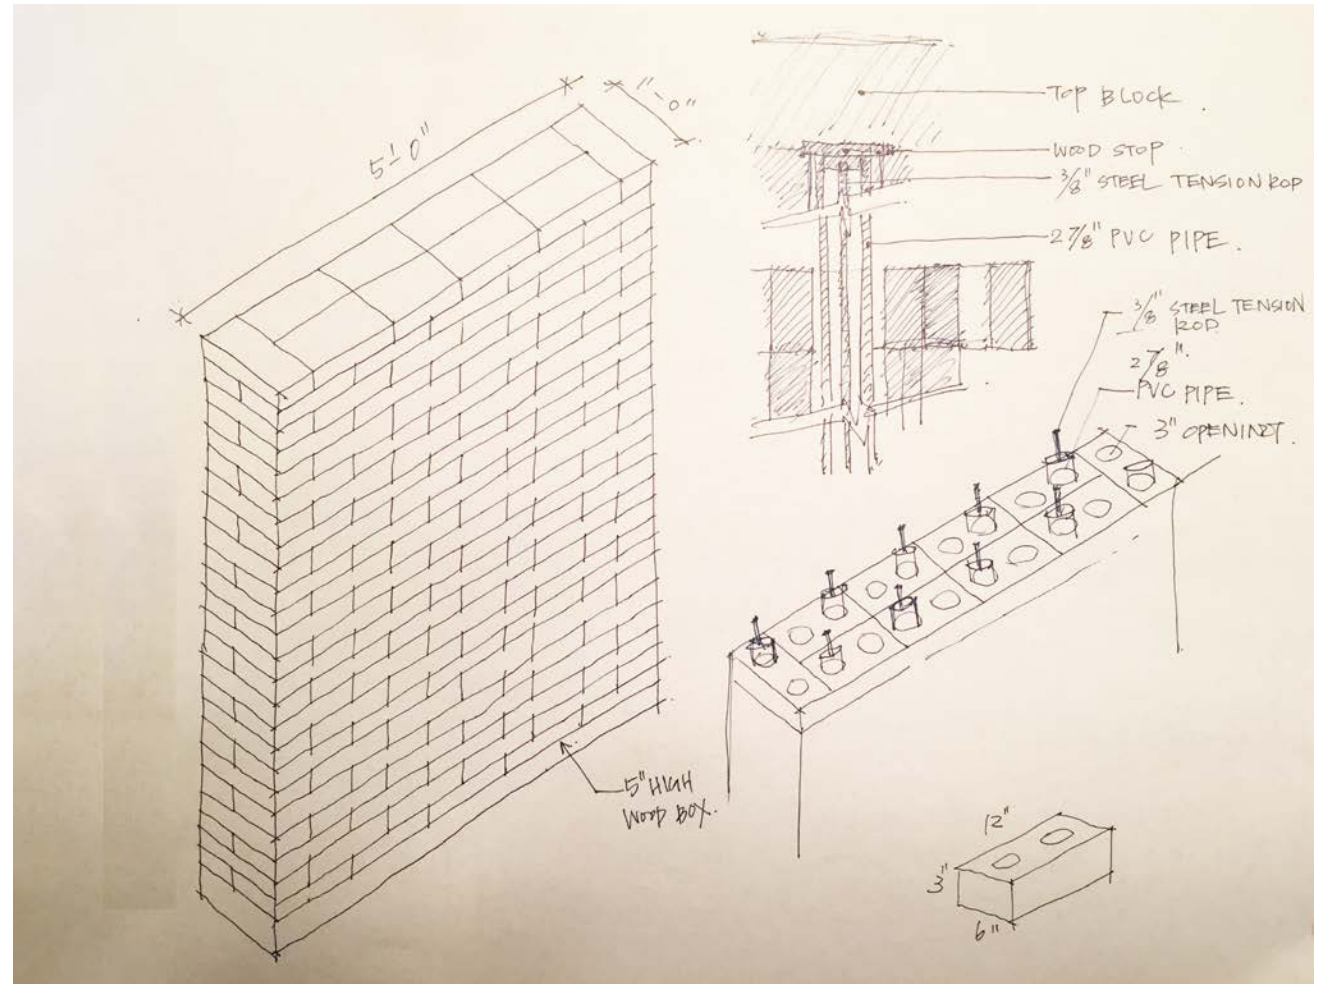 5'-0"
1'-0"
TOP BLOCK.
WOOD STOP
3/8" STEEL TENSION ROD
2 7/8" PVC PIPE.
3/8" STEEL TENSION
ROD
2 7/8"
PVC PIPE.
3" OPENING.
5" HIGH
WOOD BOX.
12"
3"
6"